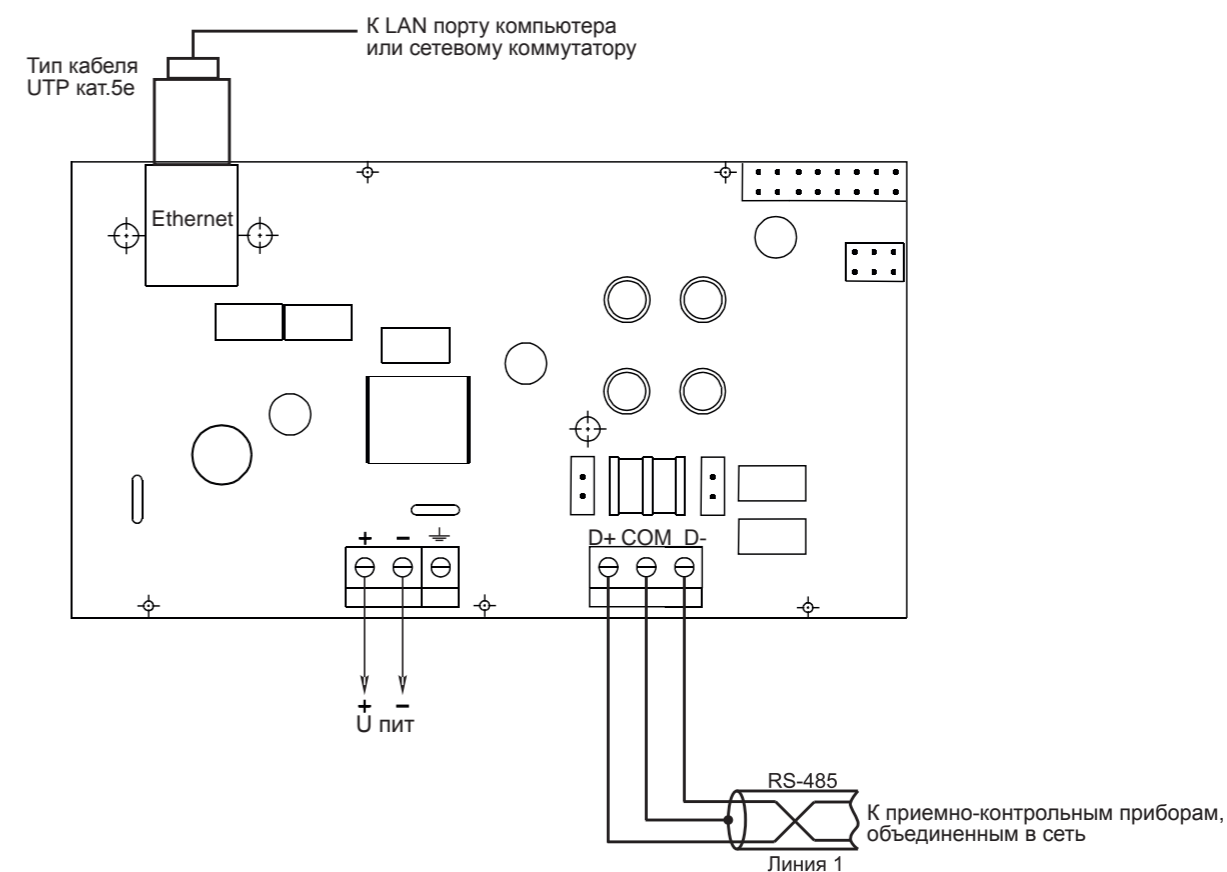 К LAN порту компьютера
или сетевому коммутатору
Тип кабеля
UTP кат.5е
Ethernet
+ −
D+ COM D-
+ −
U пит
RS-485
К приемно-контрольным приборам,
объединенным в сеть
Линия 1